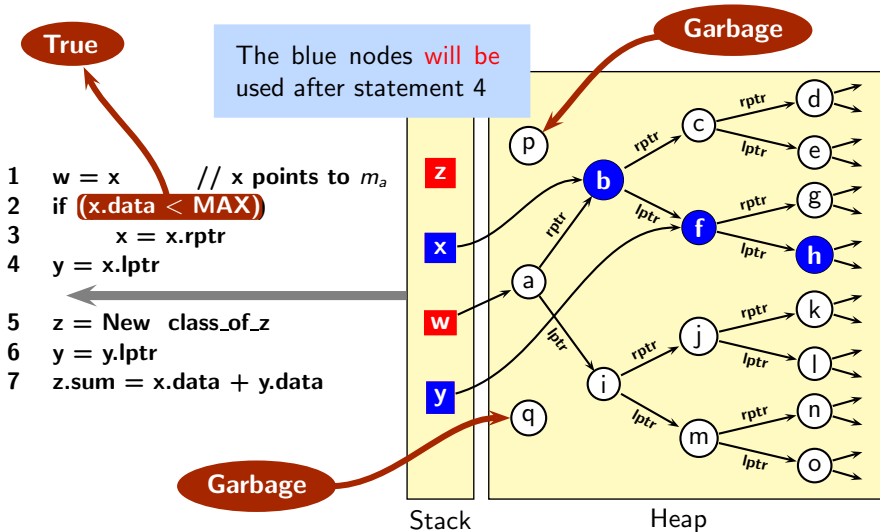 True
Garbage
The blue nodes will be
used after statement 4
1 w = x // x points to mₐ
2 if (x.data < MAX)
3 x = x.rptr
4 y = x.lptr
5 z = New class_of_z
6 y = y.lptr
7 z.sum = x.data + y.data
Garbage
z
x
w
y
Stack
p
q
a
b
c
d
e
f
g
h
i
j
k
l
m
n
o
rptr
lptr
rptr
lptr
rptr
lptr
rptr
lptr
rptr
lptr
rptr
lptr
rptr
lptr
Heap